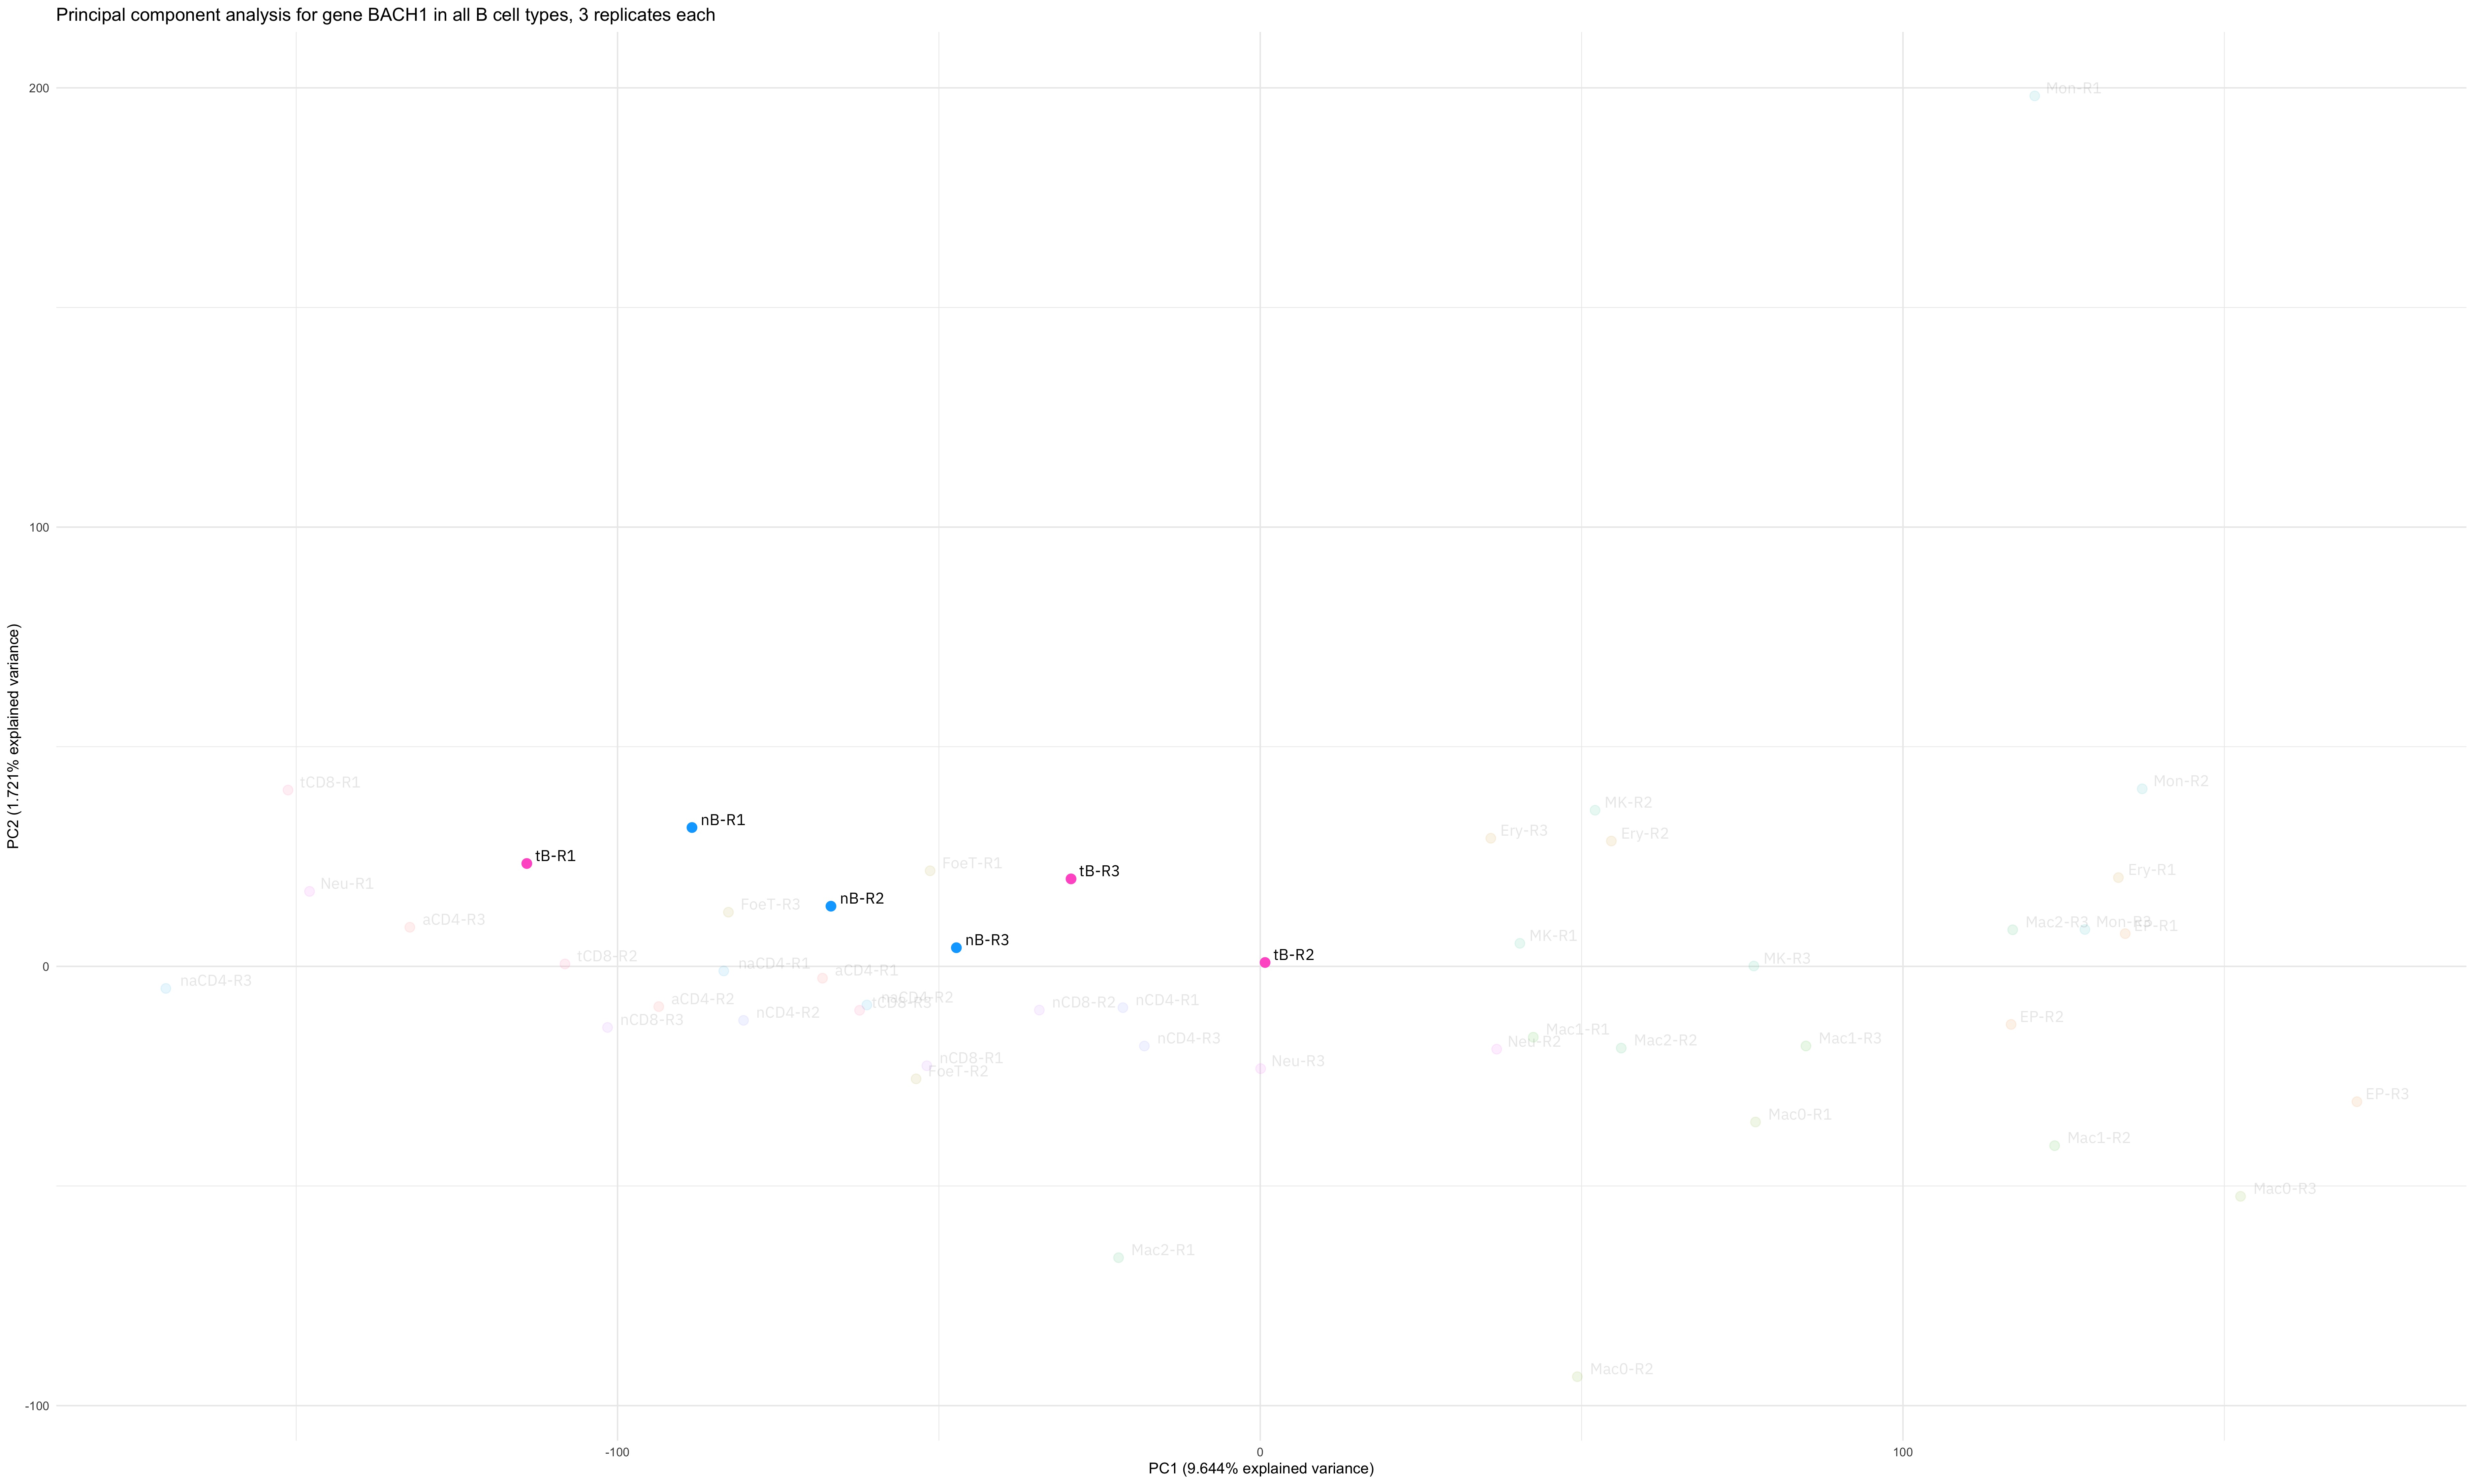 Principal component analysis for gene BACH1 in all B cell types, 3 replicates each
200
Mon-R1
100
PC2 (1.721% explained variance)
tCD8-R1
Mon-R2
MK-R2
nB-R1
Ery-R3
Ery-R2
tB-R1
FoeT-R1
tB-R3
Ery-R1
Neu-R1
nB-R2
FoeT-R3
aCD4-R3
Mac2-R3
Mon-R3
EP-R1
nB-R3
MK-R1
tCD8-R2
tB-R2
0
naCD4-R1
MK-R3
aCD4-R1
naCD4-R3
aCD4-R2
naCD4-R2
tCD8-R3
nCD8-R2
nCD4-R1
nCD8-R3
nCD4-R2
EP-R2
Mac1-R1
nCD4-R3
Neu-R2
Mac2-R2
Mac1-R3
nCD8-R1
Neu-R3
FoeT-R2
EP-R3
Mac0-R1
Mac1-R2
Mac0-R3
Mac2-R1
Mac0-R2
-100
-100
0
100
PC1 (9.644% explained variance)